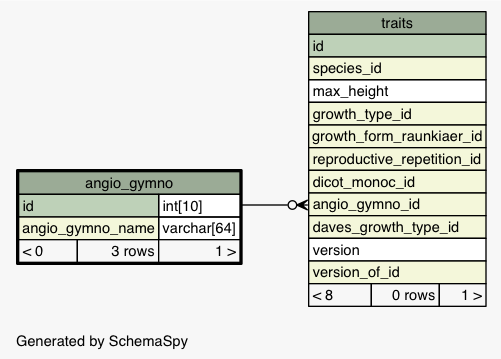 traits
id
species_id
max_height
growth_type_id
growth_form_raunkiaer_id
reproductive_repetition_id
dicot_monoc_id
angio_gymno_id
daves_growth_type_id
version
version_of_id
< 8 0 rows 1 >
angio_gymno
id int[10]
angio_gymno_name varchar[64]
< 0 3 rows 1 >
Generated by SchemaSpy